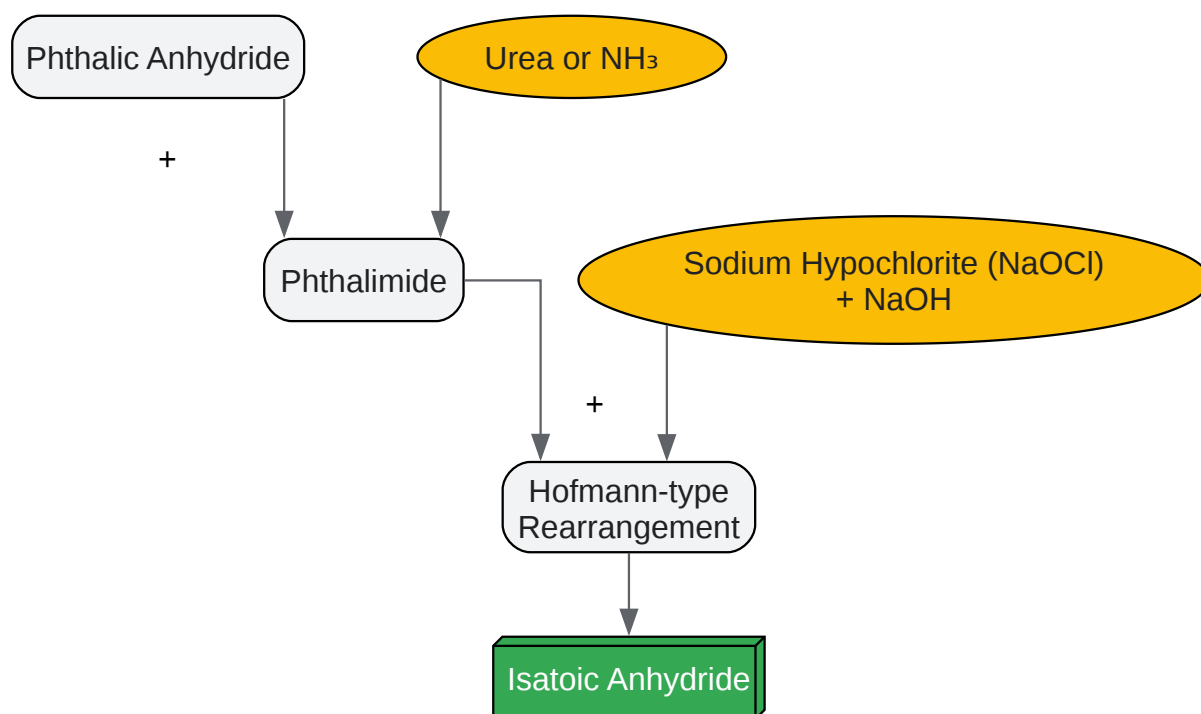 Phthalic Anhydride
Urea or NH₃
+
Phthalimide
Sodium Hypochlorite (NaOCl)
+ NaOH
+
Hofmann-type
Rearrangement
Isatoic Anhydride